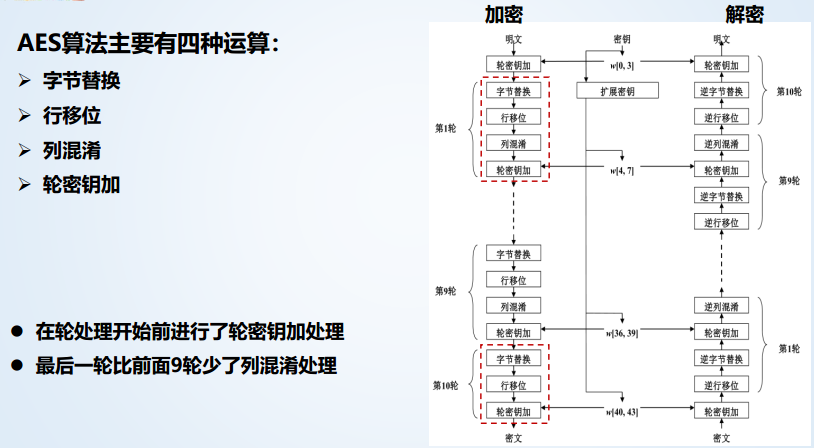 AES算法主要有四种运算：
字节替换
行移位
列混淆
轮密钥加
在轮处理开始前进行了轮密钥加处理
最后一轮比前面9轮少了列混淆处理
加密
明文
轮密钥加
第1轮
字节替换
行移位
列混淆
轮密钥加
第9轮
字节替换
行移位
列混淆
轮密钥加
第10轮
字节替换
行移位
轮密钥加
密文
密钥
w[0, 3]
扩展密钥
w[4, 7]
w[36, 39]
w[40, 43]
解密
明文
轮密钥加
逆字节替换
逆行移位
第10轮
逆列混淆
轮密钥加
逆字节替换
逆行移位
第9轮
逆列混淆
轮密钥加
逆字节替换
逆行移位
第1轮
轮密钥加
密文